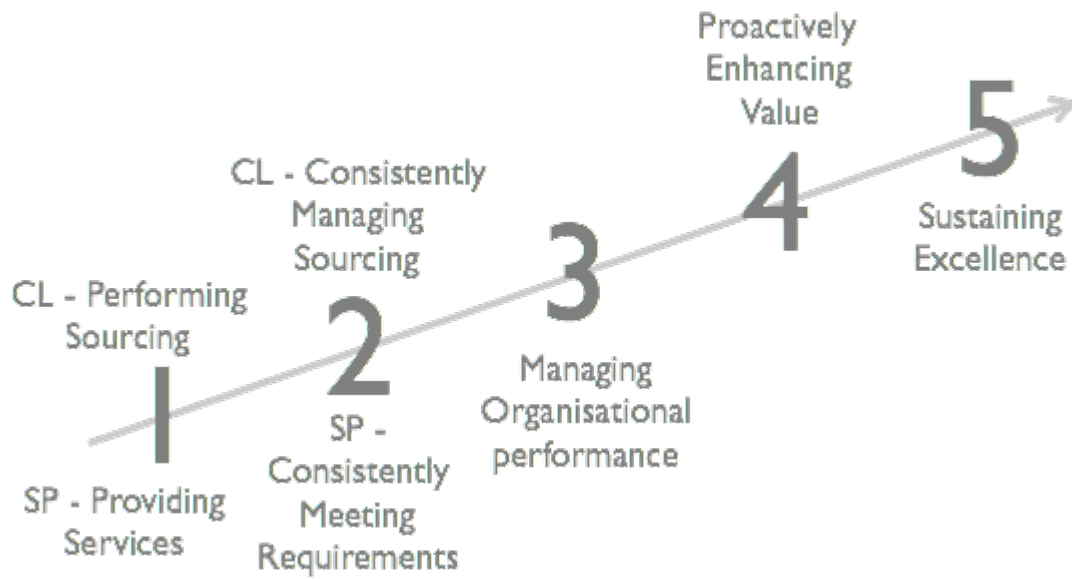 CL - Performing
Sourcing
1
SP - Providing
Services
CL - Consistently
Managing
Sourcing
2
SP -
Consistently
Meeting
Requirements
3
Managing
Organisational
performance
Proactively
Enhancing
Value
4
5
Sustaining
Excellence